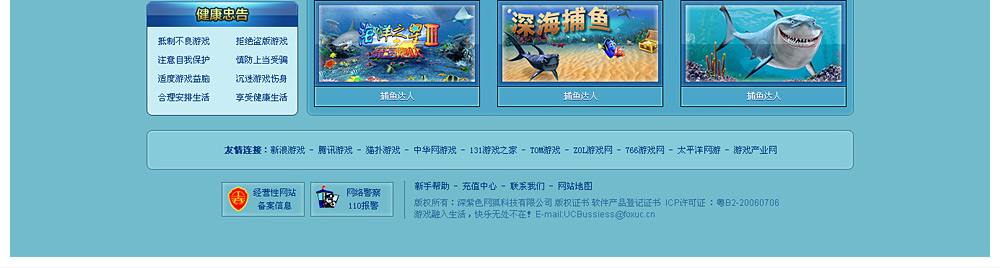 健康忠告
抵制不良游戏 拒绝盗版游戏
注意自我保护 慎防上当受骗
适度游戏益脑 沉迷游戏伤身
合理安排生活 享受健康生活
海洋之星III
深海捕鱼
捕鱼达人 捕鱼达人 捕鱼达人
友情连接：新浪游戏 - 腾讯游戏 - 猫扑游戏 - 中华网游戏 - 131游戏之家 - TOM游戏 - ZOL游戏网 - 766游戏网 - 太平洋网游 - 游戏产业网
经营性网站
备案信息
网络警察
110报警
新手帮助 - 充值中心 - 联系我们 - 网站地图
版权所有：深紫色网狐科技有限公司 版权证书 软件产品登记证书 ICP许可证 ：粤B2-20060706
游戏融入生活，快乐无处不在! E-mail:UCBussiess@foxuc.cn